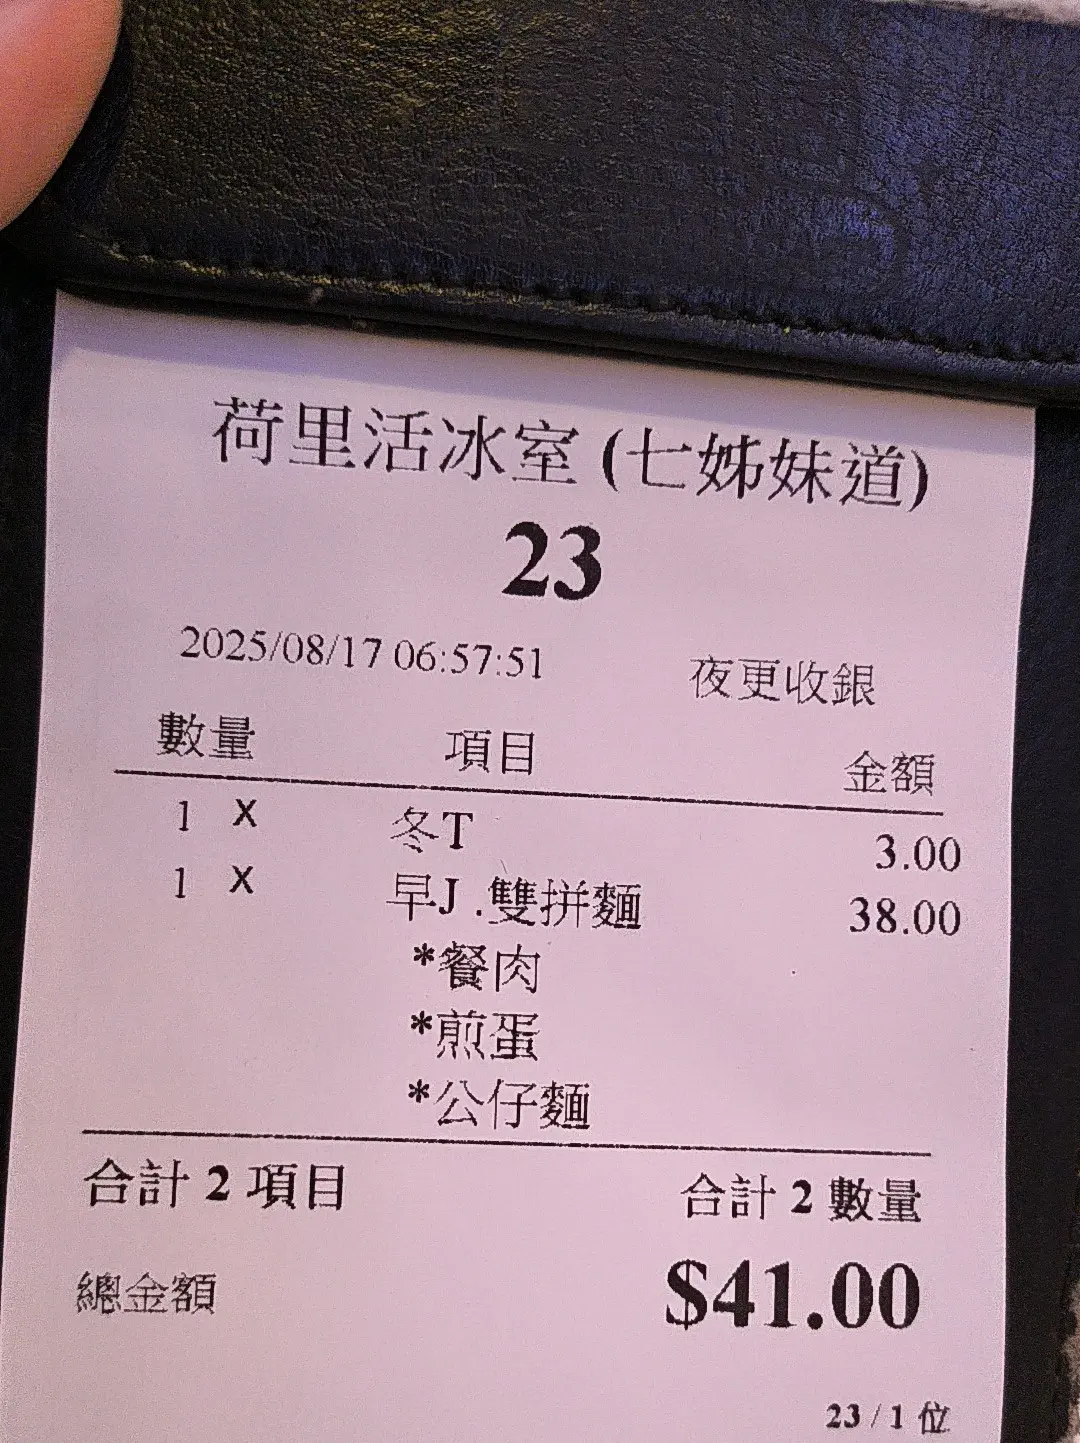 荷里活冰室 (七姊妹道)
23
2025/08/17 06:57:51 夜更收銀
數量 項目 金額
1 X 冬T 3.00
1 X 早J .雙拼麵 38.00
*餐肉
*煎蛋
*公仔麵
合計 2 項目 合計 2 數量
總金額 $41.00
23 / 1 位